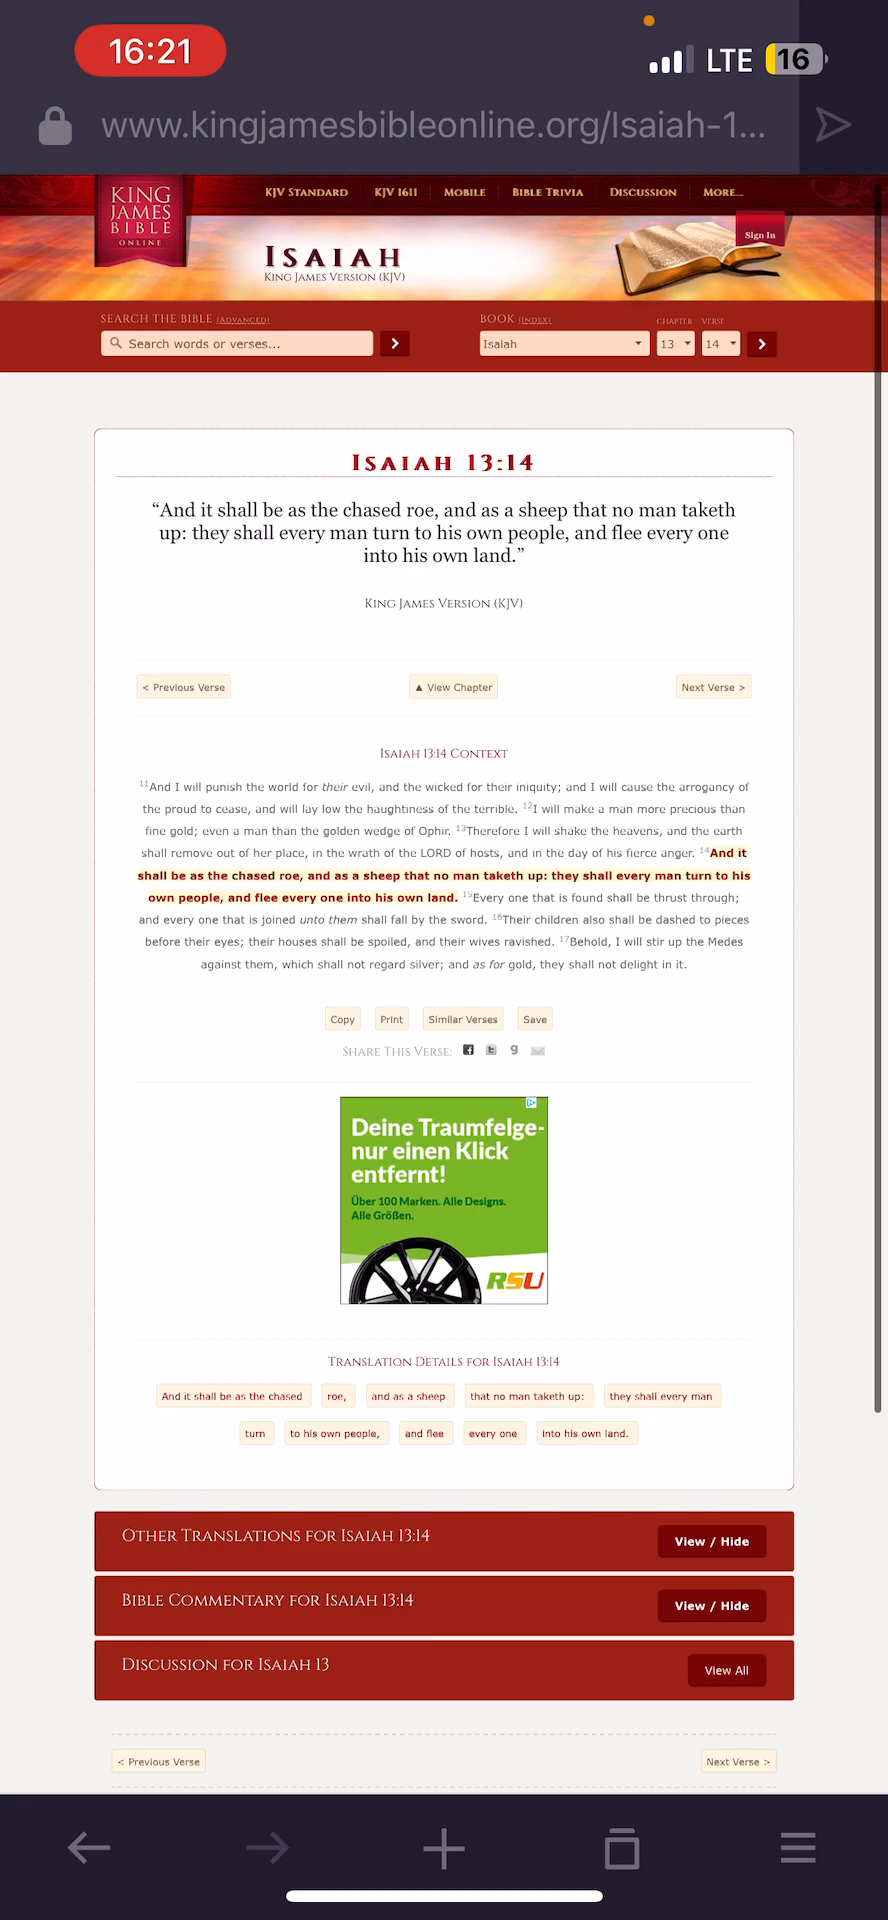 16:21
LTE 16
www.kingjamesbibleonline.org/Isaiah-1...
KING JAMES BIBLE ONLINE
KJV Standard KJV 1611 Mobile Bible Trivia Discussion More...
Sign In
Isaiah
King James Version (KJV)
Search the Bible (Advanced)
Book (Index) Chapter Verse
Search words or verses...
Isaiah 13 14
Isaiah 13:14
“And it shall be as the chased roe, and as a sheep that no man taketh
up: they shall every man turn to his own people, and flee every one
into his own land.”
King James Version (KJV)
< Previous Verse ▲ View Chapter Next Verse >
Isaiah 13:14 Context
11And I will punish the world for their evil, and the wicked for their iniquity; and I will cause the arrogancy of
the proud to cease, and will lay low the haughtiness of the terrible. 12I will make a man more precious than
fine gold; even a man than the golden wedge of Ophir. 13Therefore I will shake the heavens, and the earth
shall remove out of her place, in the wrath of the LORD of hosts, and in the day of his fierce anger. 14And it
shall be as the chased roe, and as a sheep that no man taketh up: they shall every man turn to his
own people, and flee every one into his own land. 15Every one that is found shall be thrust through;
and every one that is joined unto them shall fall by the sword. 16Their children also shall be dashed to pieces
before their eyes; their houses shall be spoiled, and their wives ravished. 17Behold, I will stir up the Medes
against them, which shall not regard silver; and as for gold, they shall not delight in it.
Copy Print Similar Verses Save
Share This Verse:
Deine Traumfelge-
nur einen Klick
entfernt!
Über 100 Marken. Alle Designs.
Alle Größen.
RSU
Translation Details for Isaiah 13:14
And it shall be as the chased roe, and as a sheep that no man taketh up: they shall every man
turn to his own people, and flee every one into his own land.
Other Translations for Isaiah 13:14 View / Hide
Bible Commentary for Isaiah 13:14 View / Hide
Discussion for Isaiah 13 View All
< Previous Verse Next Verse >